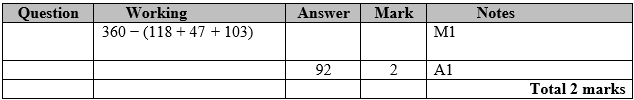 Question Working Answer Mark Notes
360 − (118 + 47 + 103) M1
92 2 A1
Total 2 marks